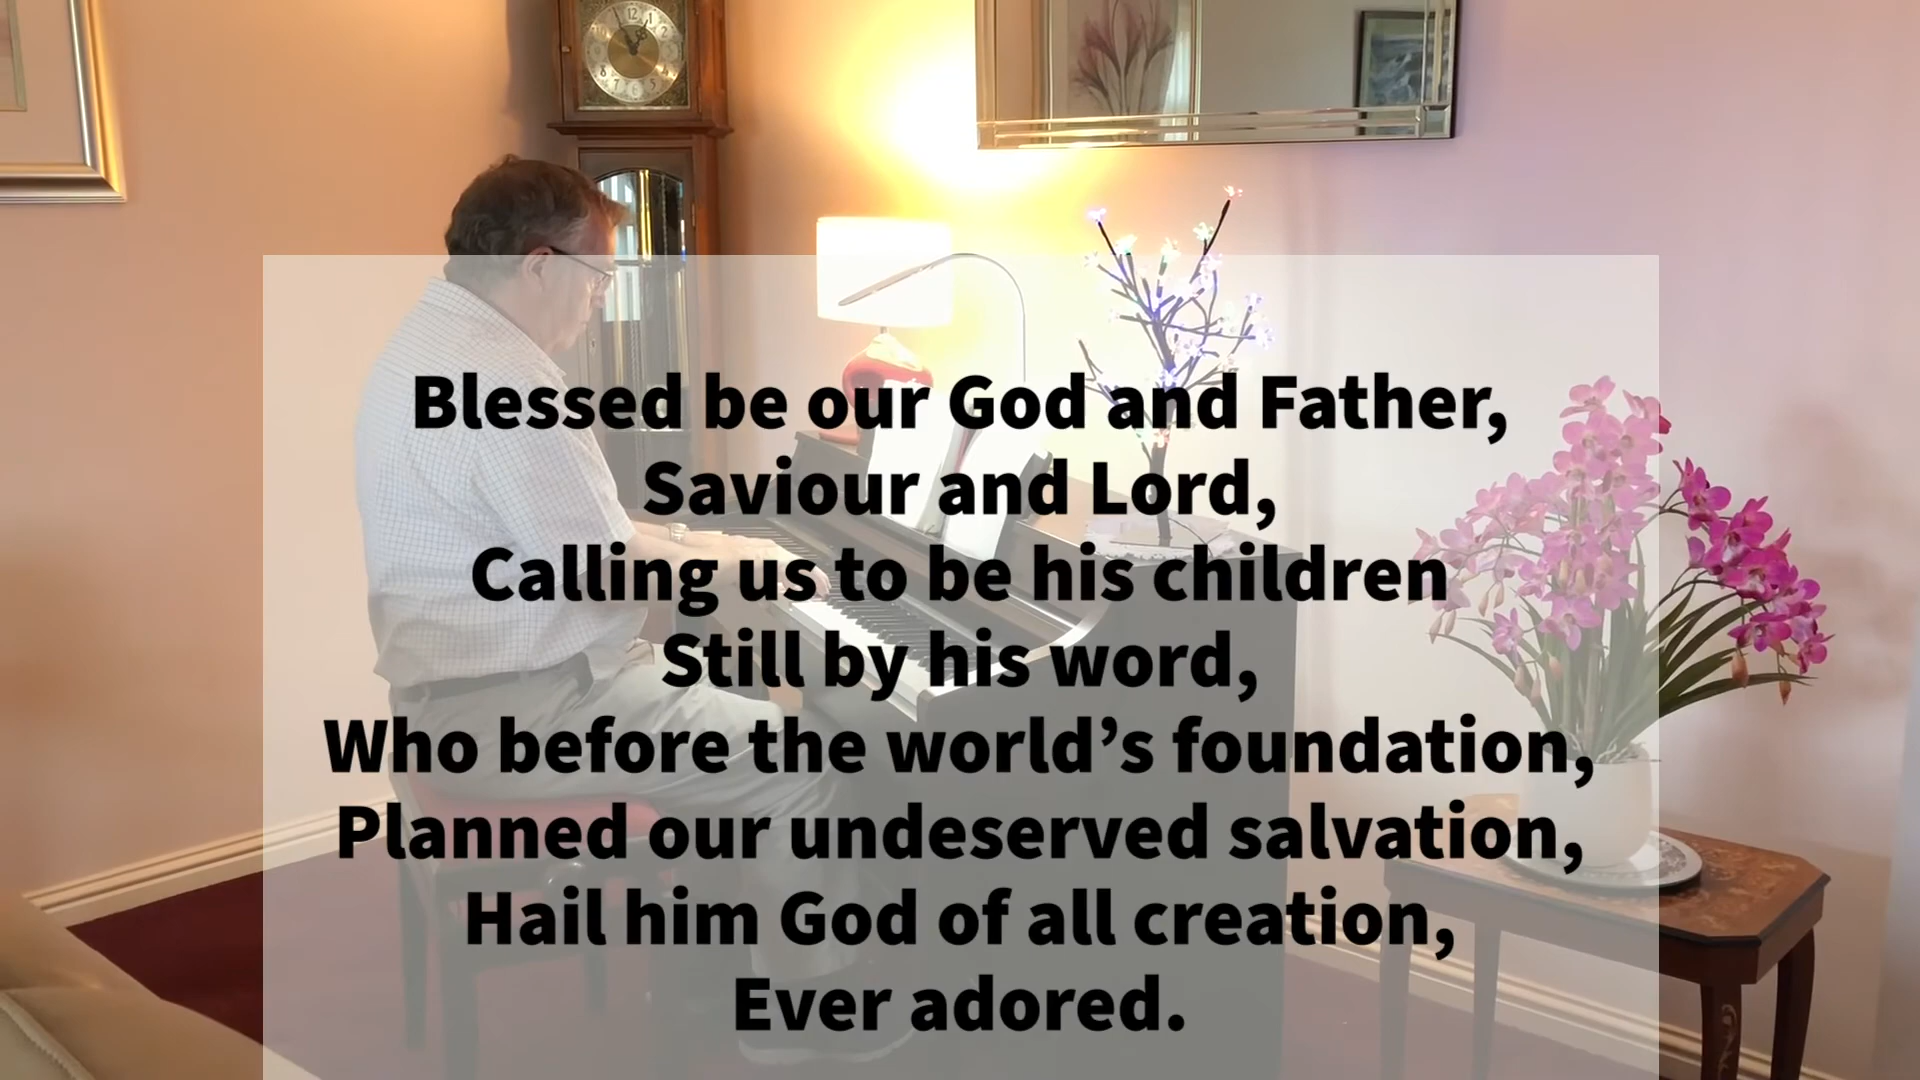 Blessed be our God and Father,
Saviour and Lord,
Calling us to be his children
Still by his word,
Who before the world’s foundation,
Planned our undeserved salvation,
Hail him God of all creation,
Ever adored.